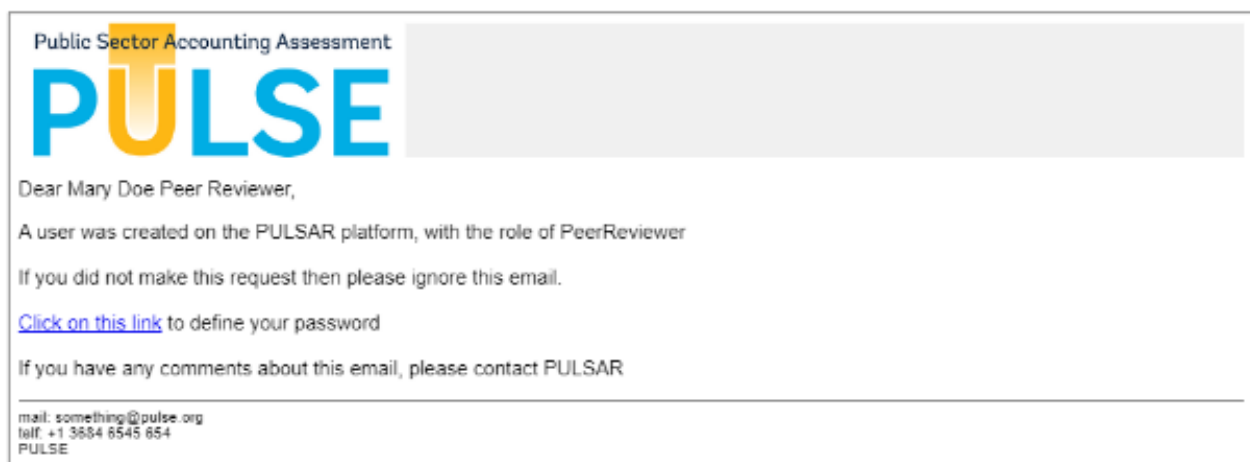 Public Sector Accounting Assessment
PULSE
Dear Mary Doe Peer Reviewer,
A user was created on the PULSAR platform, with the role of PeerReviewer
If you did not make this request then please ignore this email.
Click on this link to define your password
If you have any comments about this email, please contact PULSAR
mail: something@pulse.org
telf: +1 3684 6545 654
PULSE